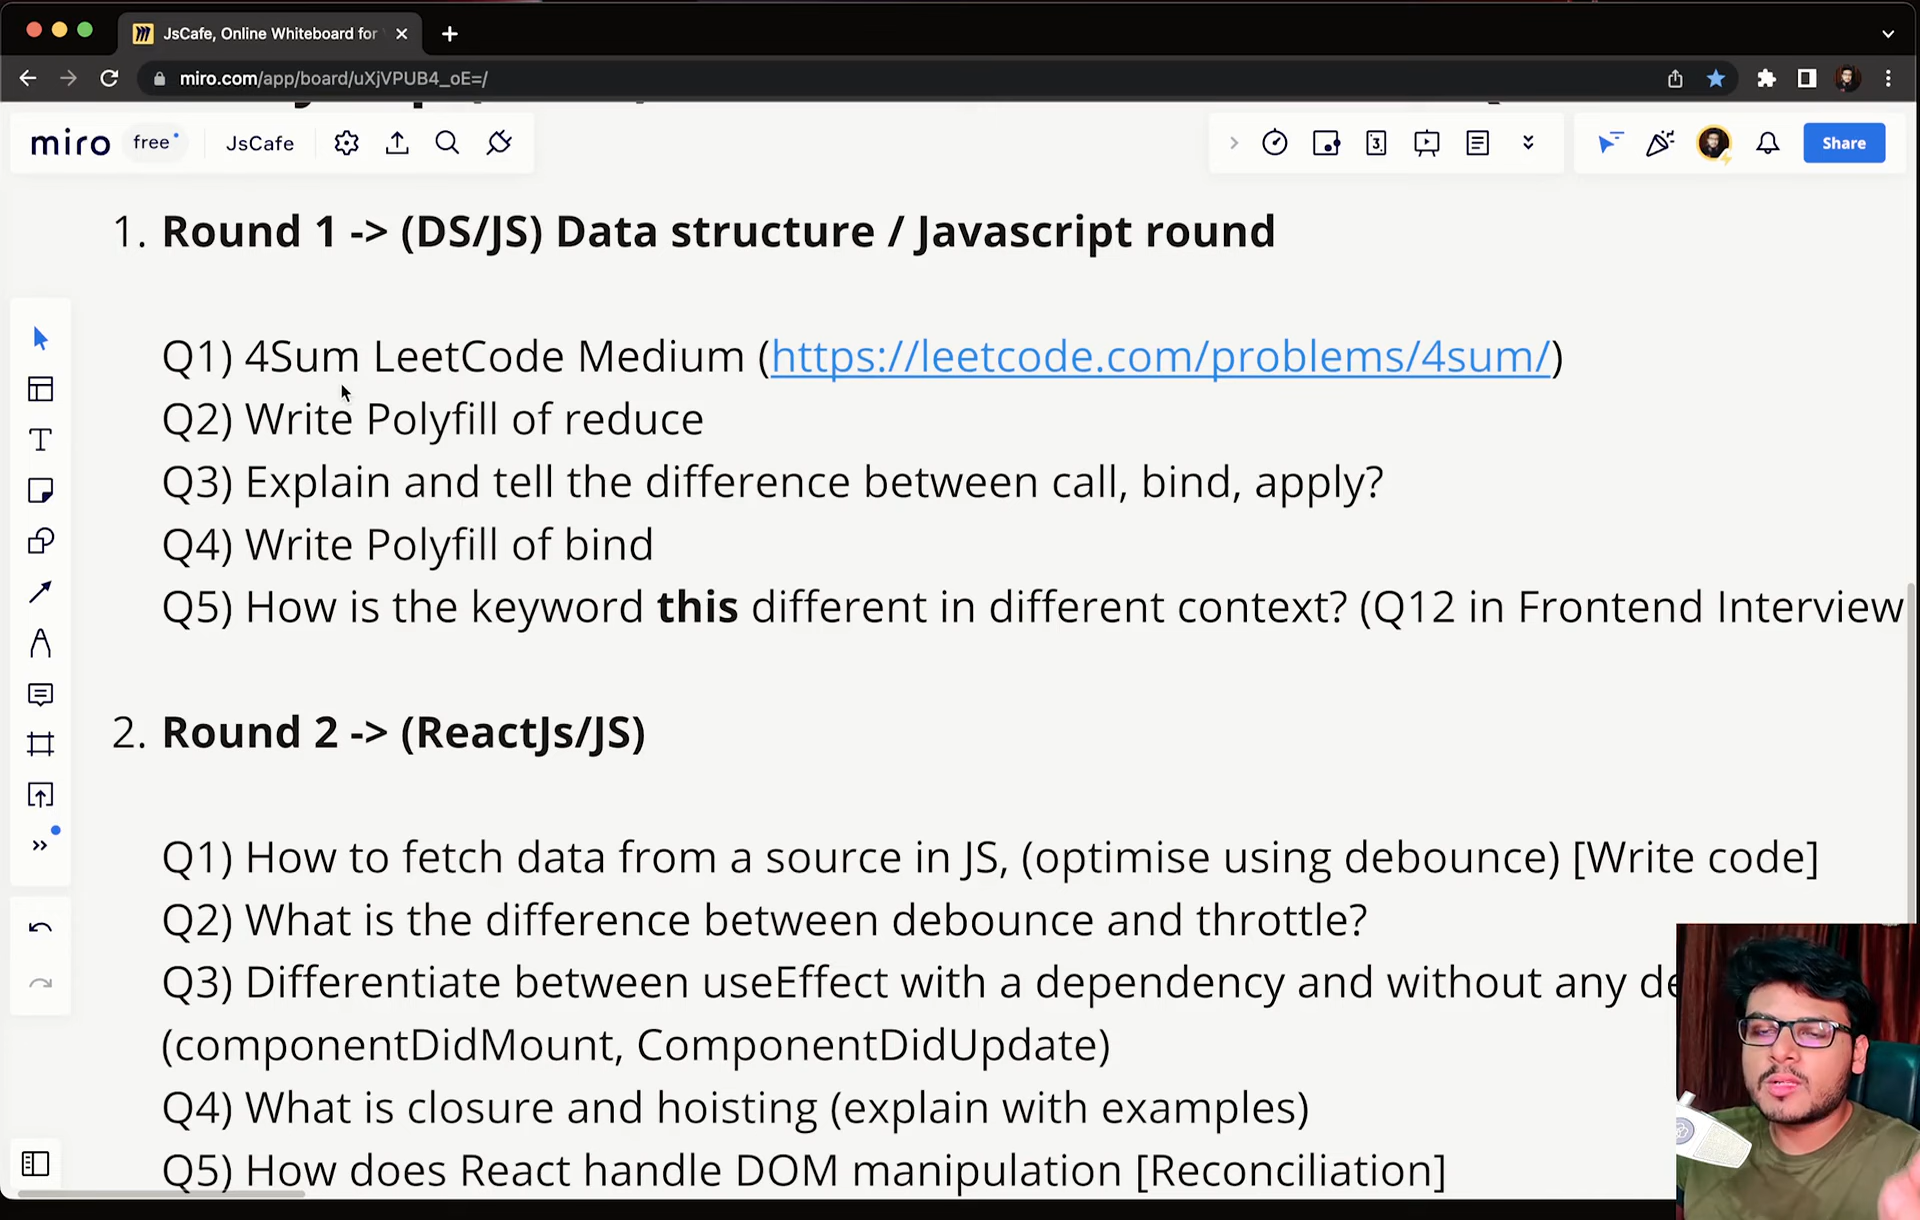 JsCafe, Online Whiteboard for
miro.com/app/board/uXjVPUB4_oE=/
miro free JsCafe
3
Share
1. Round 1 -> (DS/JS) Data structure / Javascript round
Q1) 4Sum LeetCode Medium (https://leetcode.com/problems/4sum/)
Q2) Write Polyfill of reduce
Q3) Explain and tell the difference between call, bind, apply?
Q4) Write Polyfill of bind
Q5) How is the keyword this different in different context? (Q12 in Frontend Interview
2. Round 2 -> (ReactJs/JS)
Q1) How to fetch data from a source in JS, (optimise using debounce) [Write code]
Q2) What is the difference between debounce and throttle?
Q3) Differentiate between useEffect with a dependency and without any de
(componentDidMount, ComponentDidUpdate)
Q4) What is closure and hoisting (explain with examples)
Q5) How does React handle DOM manipulation [Reconciliation]